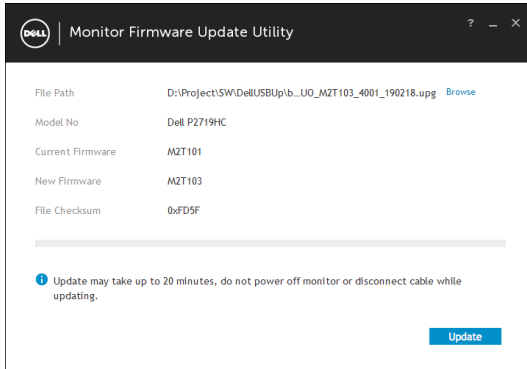 DELL Monitor Firmware Update Utility ? _ X
File Path D:\Project\SW\DellUSBUp\b...UO_M2T103_4001_190218.upg Browse
Model No Dell P2719HC
Current Firmware M2T101
New Firmware M2T103
File Checksum 0xFD5F
i Update may take up to 20 minutes, do not power off monitor or disconnect cable while
updating.
Update